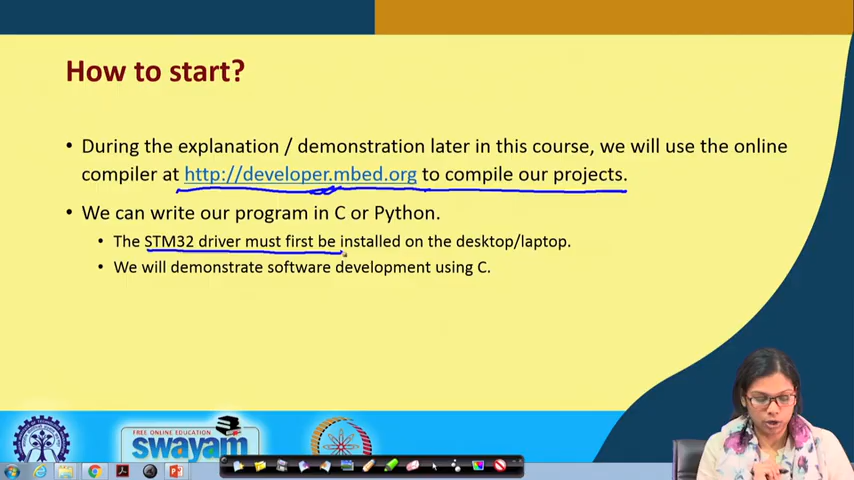 How to start?
• During the explanation / demonstration later in this course, we will use the online
compiler at http://developer.mbed.org to compile our projects.
• We can write our program in C or Python.
• The STM32 driver must first be installed on the desktop/laptop.
• We will demonstrate software development using C.
FREE ONLINE EDUCATION
swayam